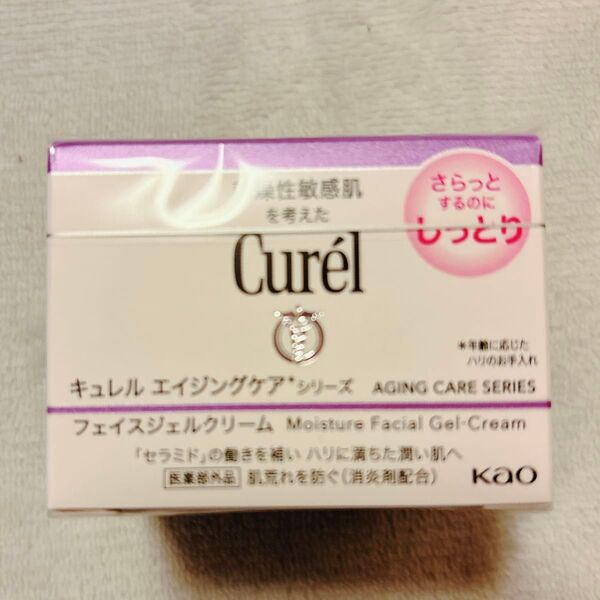 燥性敏感肌
を考えた
さらっと
するのに
しっとり
Curél
*年齢に応じた
ハリのお手入れ
キュレル エイジングケア*シリーズ AGING CARE SERIES
フェイスジェルクリーム Moisture Facial Gel-Cream
「セラミド」の働きを補い ハリに満ちた潤い肌へ
医薬部外品 肌荒れを防ぐ(消炎剤配合)
Kao